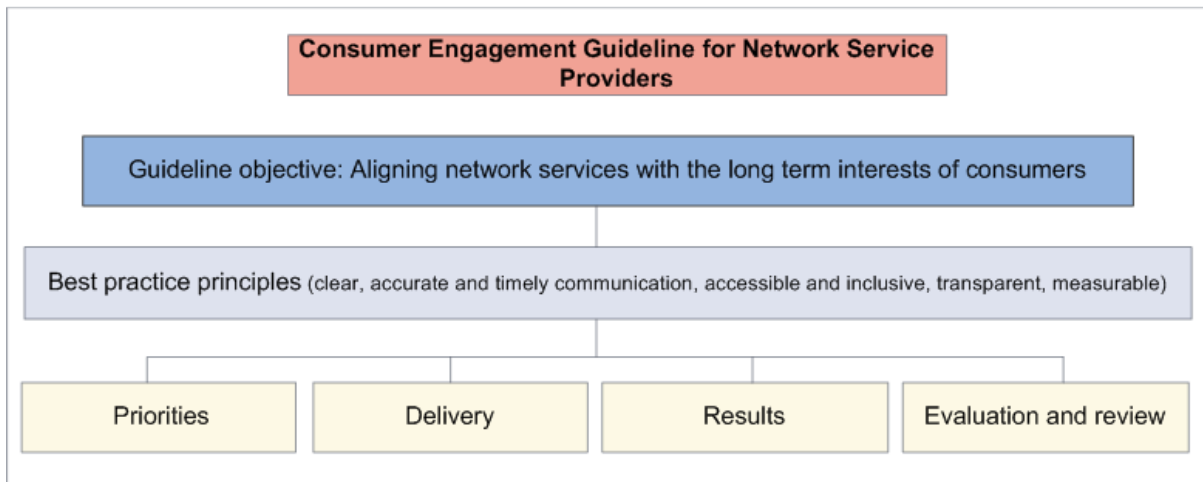 Consumer Engagement Guideline for Network Service
Providers
Guideline objective: Aligning network services with the long term interests of consumers
Best practice principles (clear, accurate and timely communication, accessible and inclusive, transparent, measurable)
Priorities
Delivery
Results
Evaluation and review